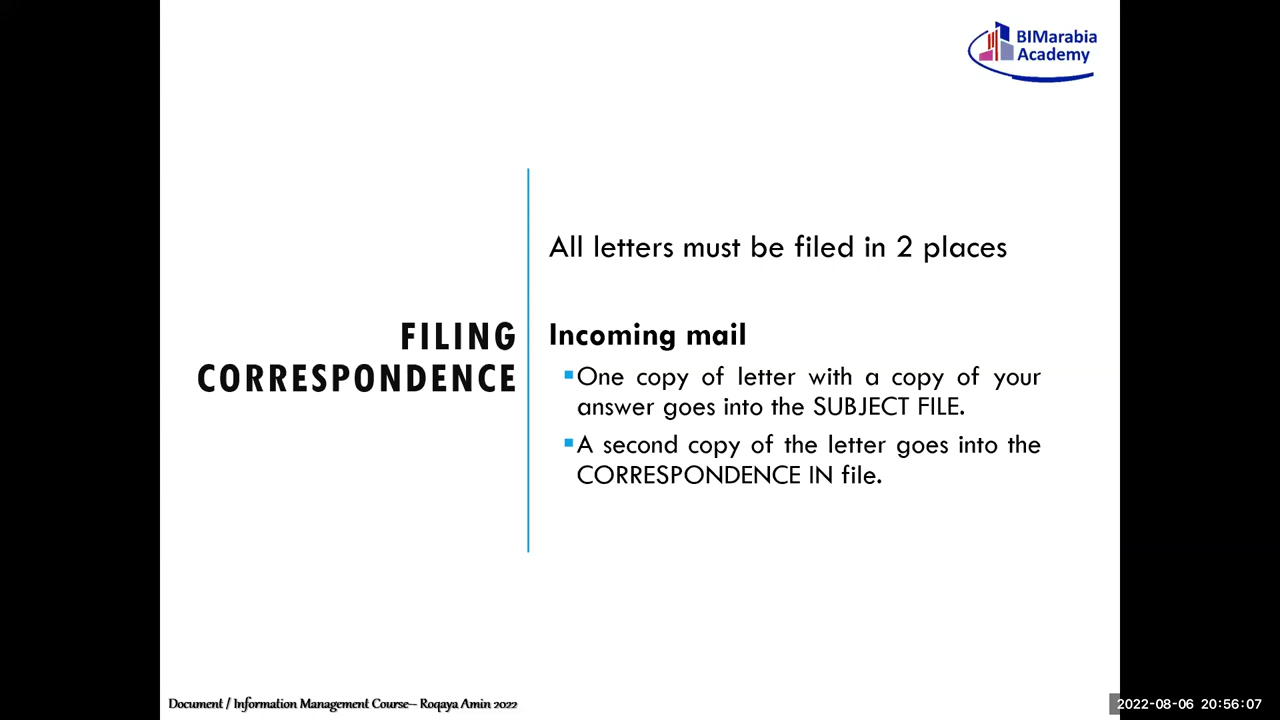 BIMarabia
Academy
All letters must be filed in 2 places
FILING
CORRESPONDENCE
Incoming mail
▪One copy of letter with a copy of your
answer goes into the SUBJECT FILE.
▪A second copy of the letter goes into the
CORRESPONDENCE IN file.
Document / Information Management Course– Roqaya Amin 2022
2022-08-06 20:56:07